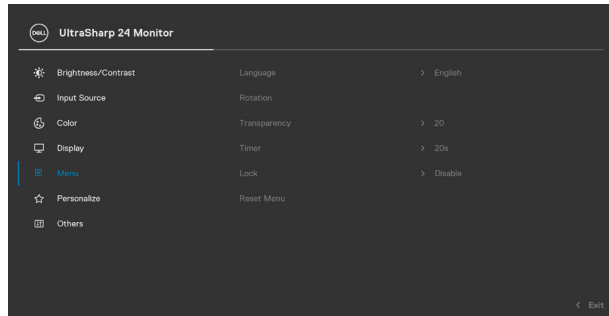 DELL UltraSharp 24 Monitor
Brightness/Contrast Language > English
Input Source Rotation
Color Transparency > 20
Display Timer > 20s
Menu Lock > Disable
Personalize Reset Menu
Others
< Exit